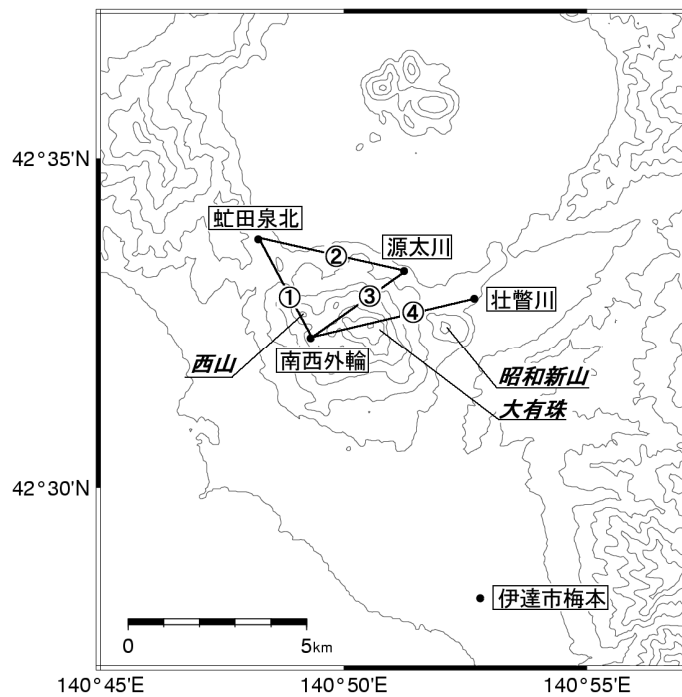 42°35'N
虻田泉北
源太川
②
壮瞥川
①
③
④
西山
南西外輪
昭和新山
大有珠
42°30'N
伊達市梅本
0
5km
140°45'E
140°50'E
140°55'E